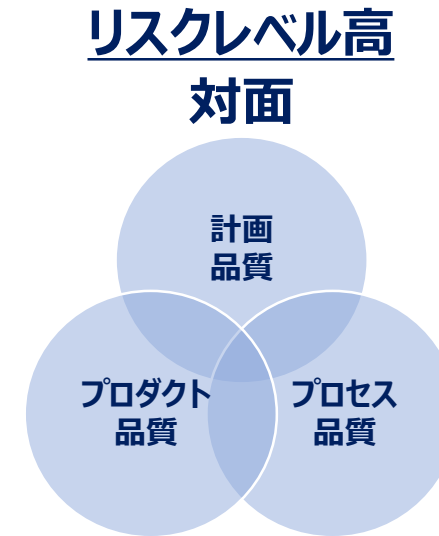 リスクレベル高
対面
計画
品質
プロダクト
品質
プロセス
品質